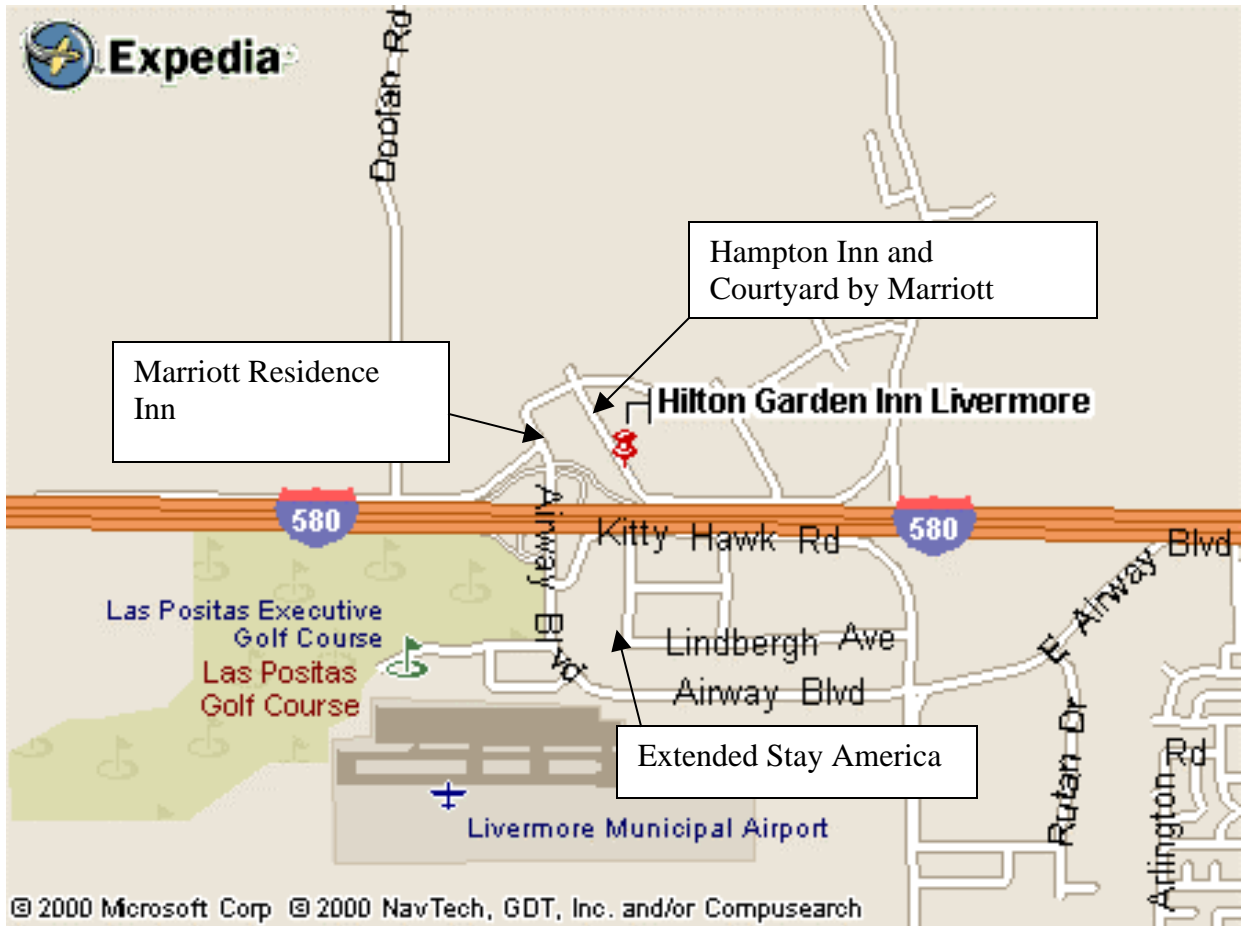 Expedia
Doolan Rd
Hampton Inn and
Courtyard by Marriott
Marriott Residence
Inn
Hilton Garden Inn Livermore
580
580
Airway Blvd
Kitty Hawk Rd
E Airway Blvd
Las Positas Executive
Golf Course
Lindbergh Ave
Las Positas
Golf Course
Airway Blvd
Extended Stay America
Rutan Dr
Arlington Rd
Livermore Municipal Airport
© 2000 Microsoft Corp © 2000 NavTech, GDT, Inc. and/or Compusearch